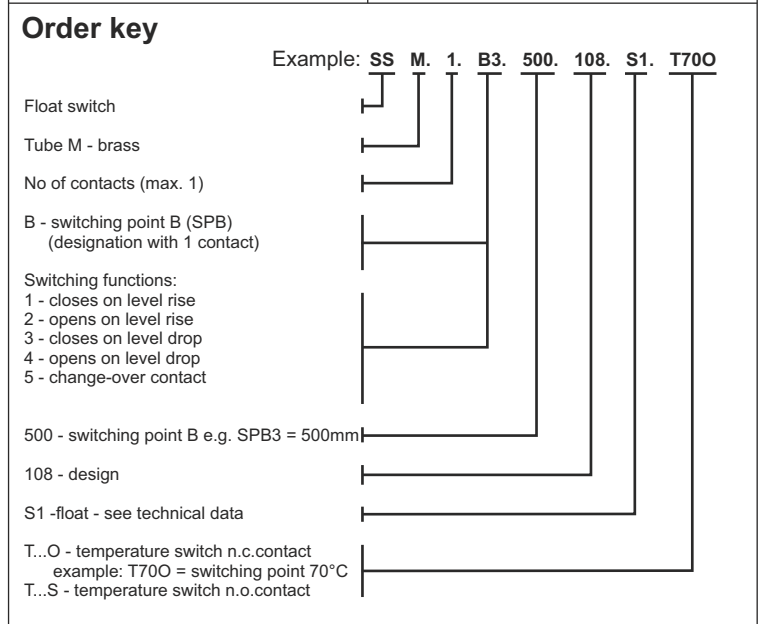 Order key
Example: SS M. 1. B3. 500. 108. S1. T70O
Float switch
Tube M - brass
No of contacts (max. 1)
B - switching point B (SPB)
(designation with 1 contact)
Switching functions:
1 - closes on level rise
2 - opens on level rise
3 - closes on level drop
4 - opens on level drop
5 - change-over contact
500 - switching point B e.g. SPB3 = 500mm
108 - design
S1 -float - see technical data
T...O - temperature switch n.c.contact
example: T70O = switching point 70°C
T...S - temperature switch n.o.contact